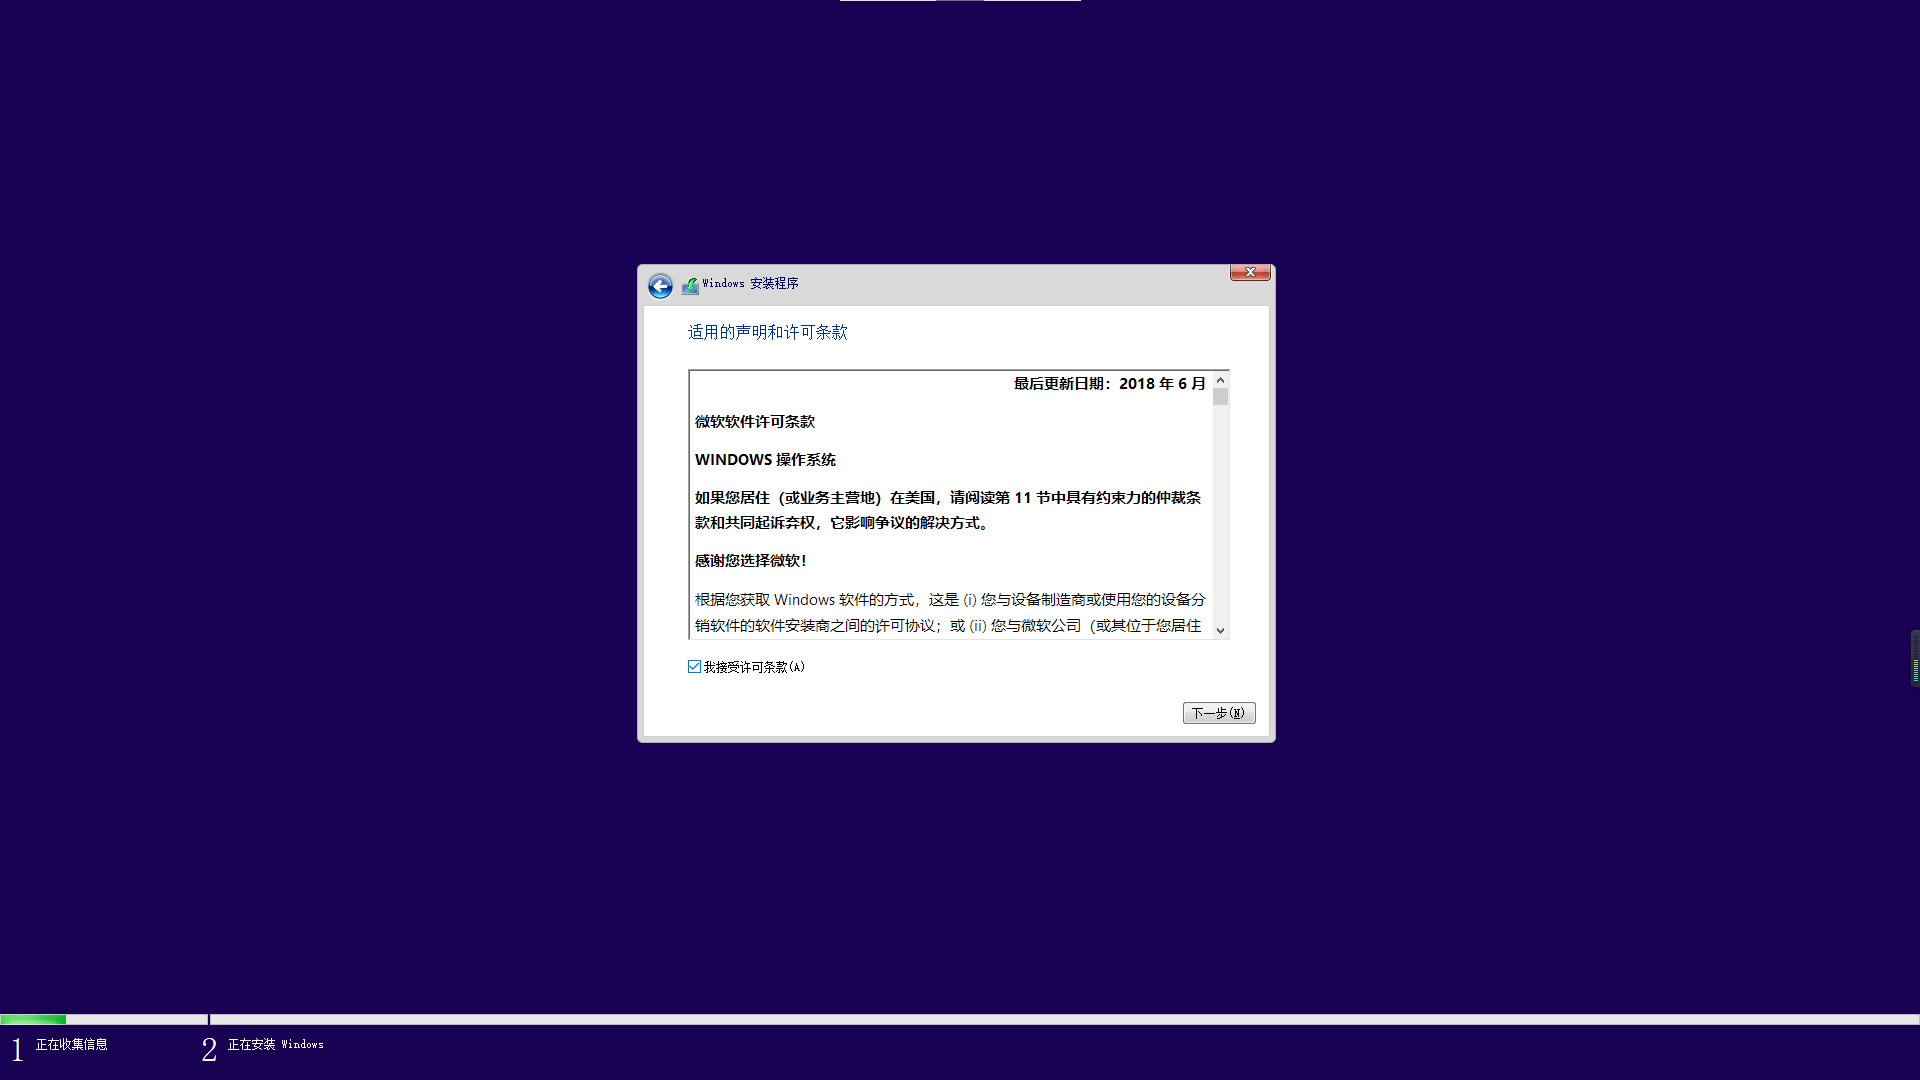 Windows 安装程序
适用的声明和许可条款
最后更新日期：2018 年 6 月
微软软件许可条款
WINDOWS 操作系统
如果您居住（或业务主营地）在美国，请阅读第 11 节中具有约束力的仲裁条
款和共同起诉弃权，它影响争议的解决方式。
感谢您选择微软！
根据您获取 Windows 软件的方式，这是 (i) 您与设备制造商或使用您的设备分
销软件的软件安装商之间的许可协议；或 (ii) 您与微软公司（或其位于您居住
我接受许可条款(A)
下一步(N)
1 正在收集信息
2 正在安装 Windows